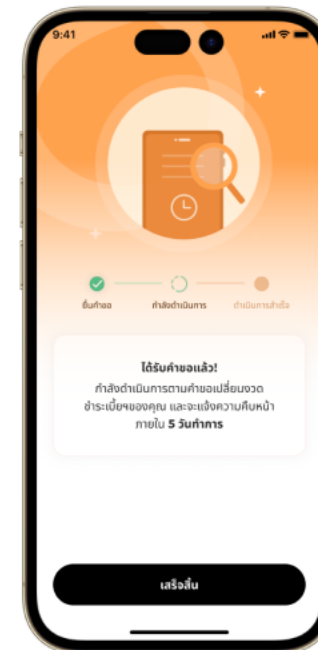 9:41
ยื่นคำขอ
กำลังดำเนินการ
ดำเนินการสำเร็จ
ได้รับคำขอแล้ว!
กำลังดำเนินการตามคำขอเปลี่ยนงวด
ชำระเบี้ยฯของคุณ และจะแจ้งความคืบหน้า
ภายใน 5 วันทำการ
เสร็จสิ้น